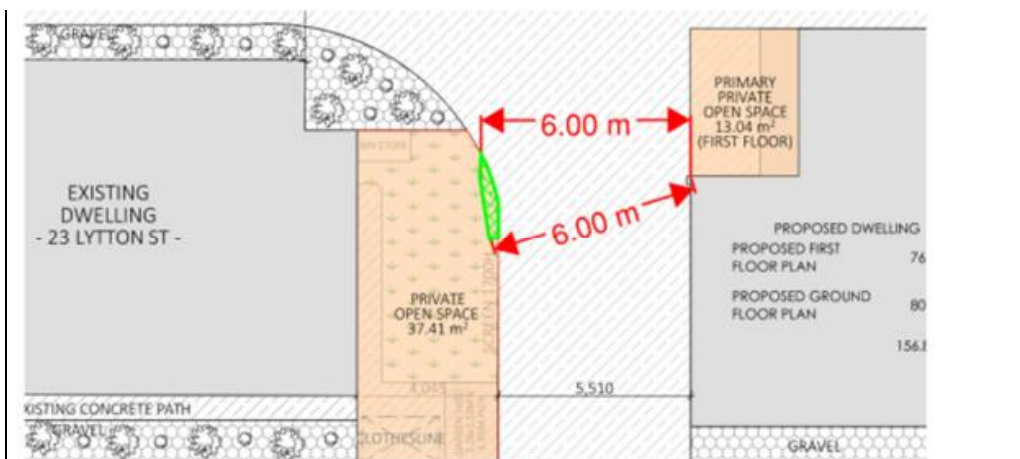 GRAVEL
PRIMARY
PRIVATE
OPEN SPACE
13.04 m²
(FIRST FLOOR)
6.00 m
BIN STORE
EXISTING
DWELLING
- 23 LYTTON ST -
6.00 m
PROPOSED DWELLING
PROPOSED FIRST
FLOOR PLAN
76
PROPOSED GROUND
FLOOR PLAN
80
156.8
PRIVATE
OPEN SPACE
37.41 m²
SCREEN 1700H
4,045
5,510
XISTING CONCRETE PATH
GRAVEL
CLOTHESLINE
GRAVEL